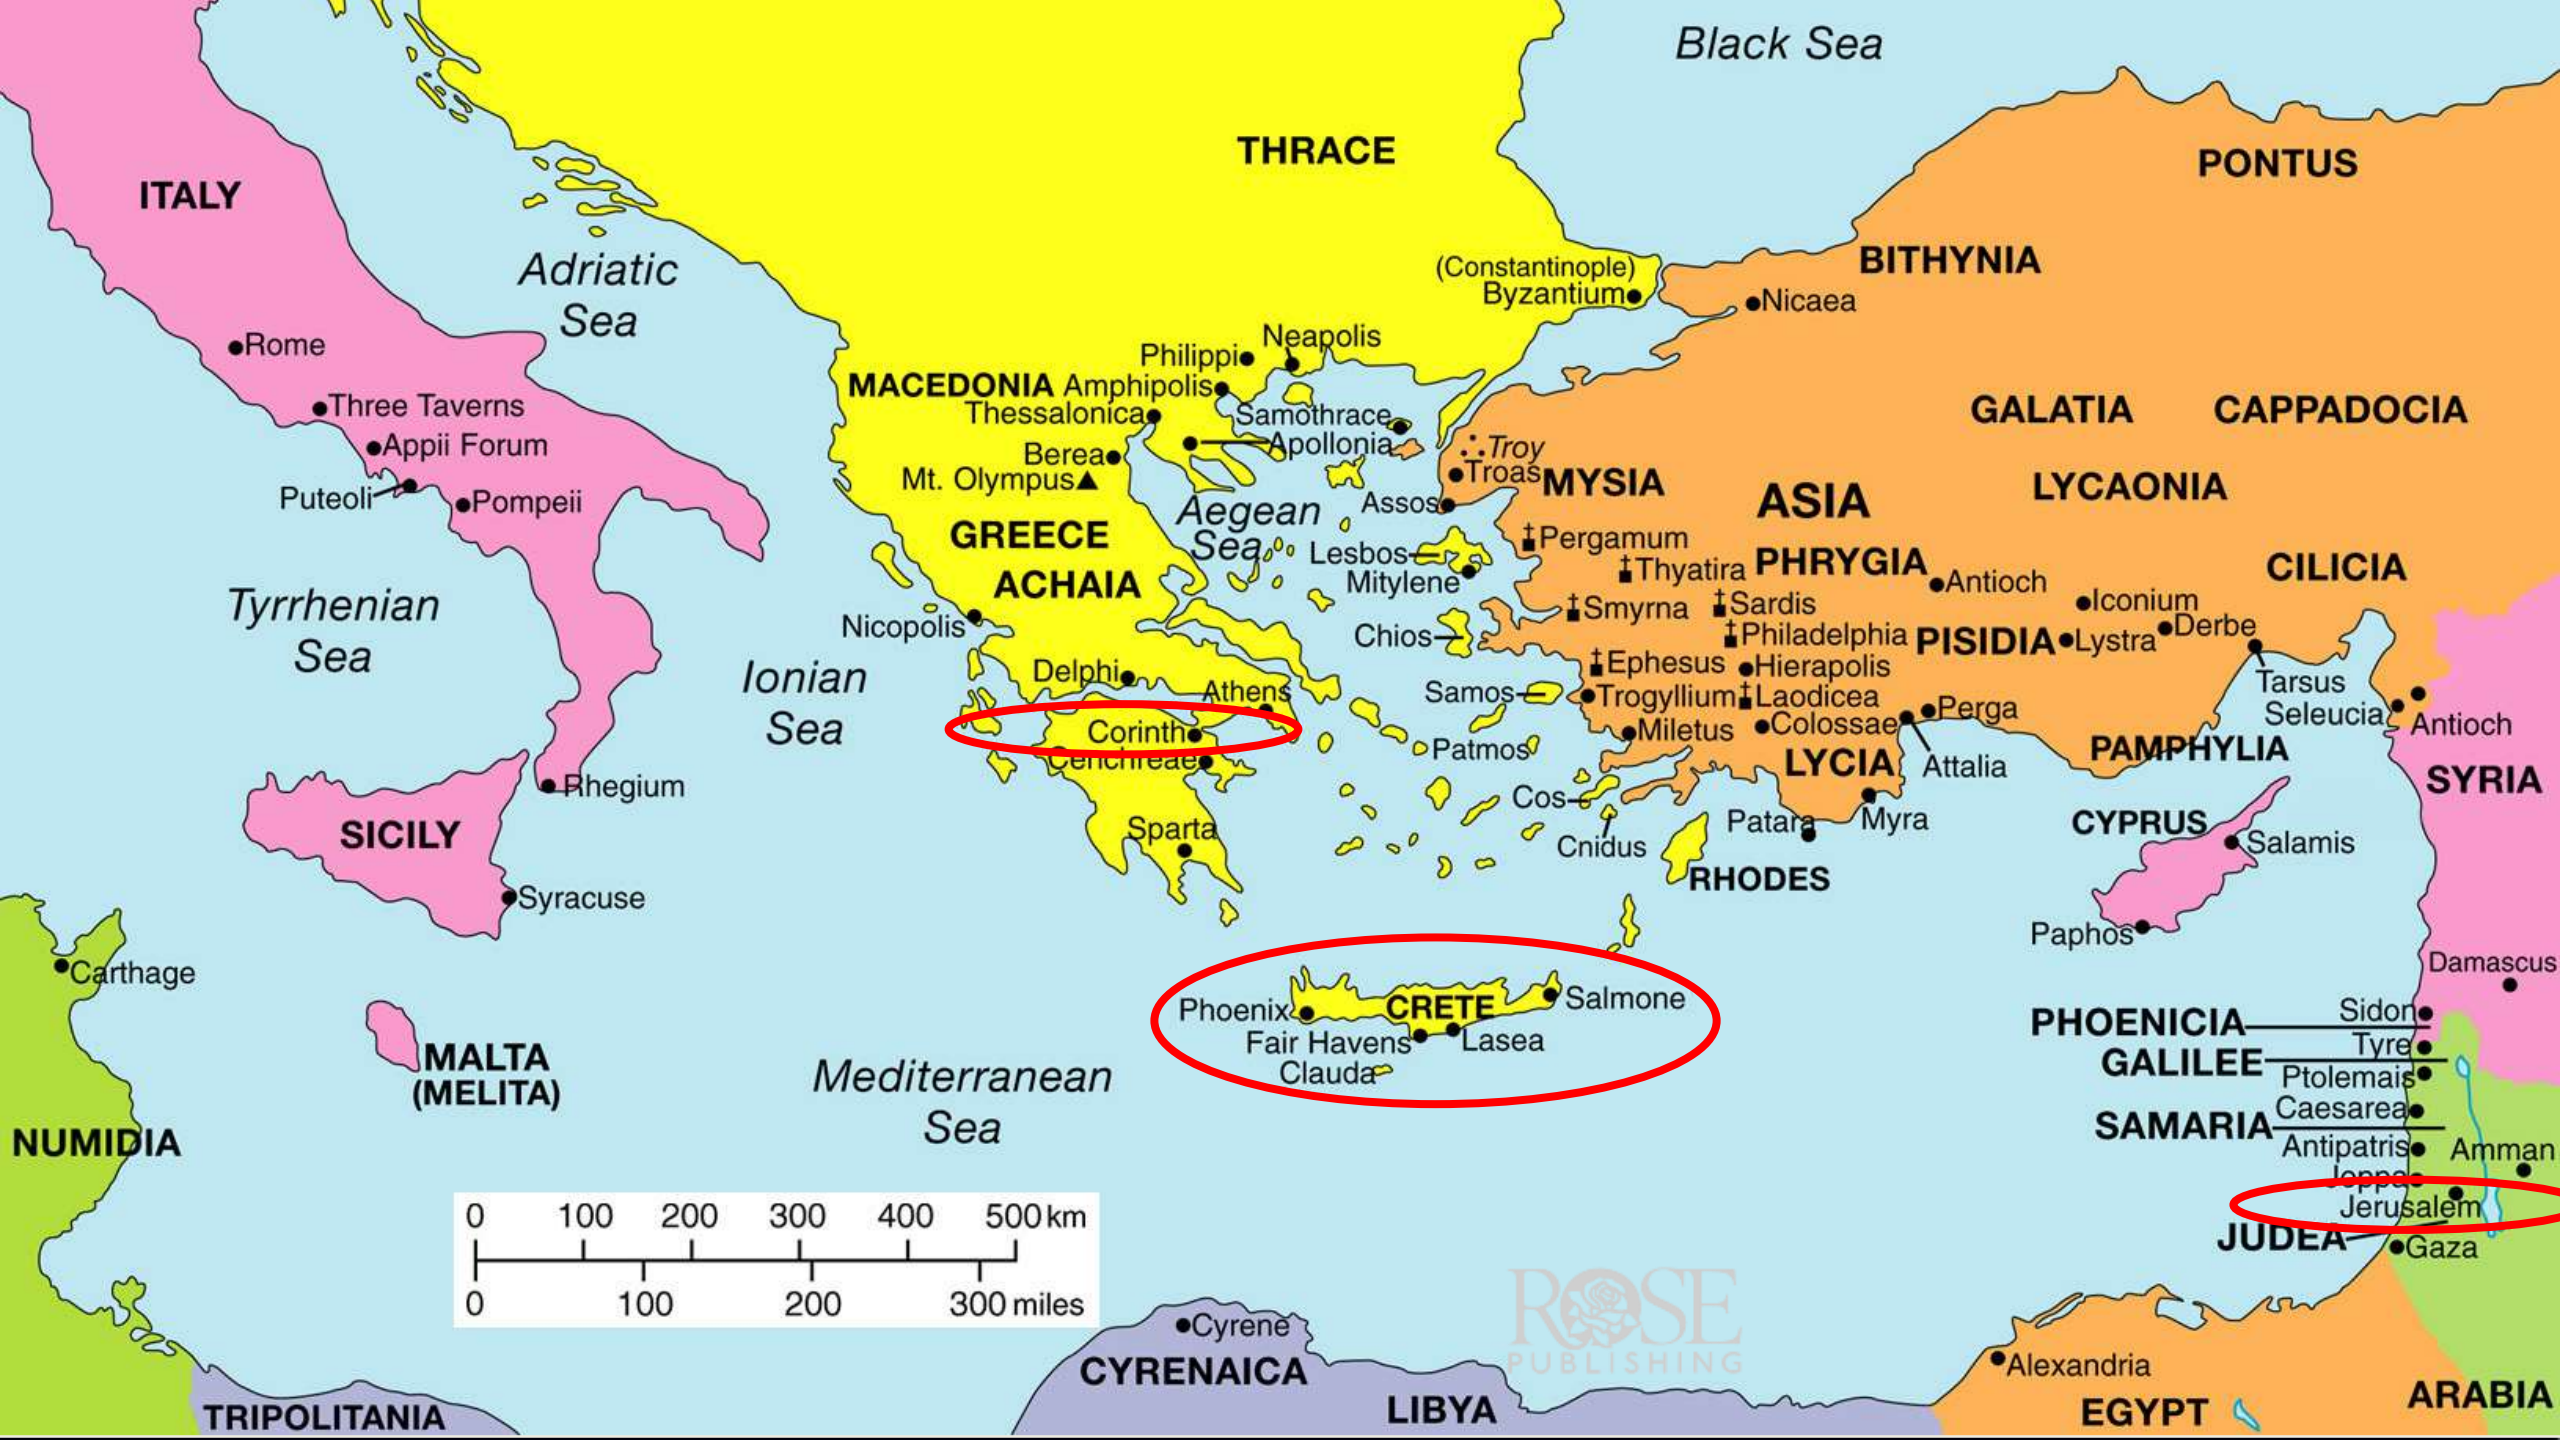 Black Sea
THRACE
PONTUS
ITALY
Adriatic
Sea
(Constantinople)
Byzantium
BITHYNIA
Nicaea
Rome
Neapolis
Philippi
MACEDONIA Amphipolis
Thessalonica
Samothrace
Apollonia
Three Taverns
Appii Forum
Puteoli
Pompeii
Berea
Mt. Olympus
Troy
Troas
MYSIA
ASIA
GALATIA
CAPPADOCIA
LYCAONIA
Aegean
Sea
Assos
GREECE
ACHAIA
Lesbos
Mitylene
Pergamum
Thyatira
PHRYGIA
Antioch
CILICIA
Tyrrhenian
Sea
Nicopolis
Chios
Smyrna
Sardis
Philadelphia
PISIDIA
Iconium
Lystra
Derbe
Ionian
Sea
Delphi
Athens
Samos
Ephesus
Hierapolis
Trogyllium
Laodicea
Tarsus
Seleucia
Antioch
Corinth
Cenchreae
Patmos
Miletus
Colossae
Perga
PAMPHYLIA
LYCIA
Attalia
SYRIA
Rhegium
SICILY
Sparta
Cos
Cnidus
Patara
Myra
RHODES
CYPRUS
Salamis
Syracuse
Paphos
Carthage
Damascus
MALTA
(MELITA)
Phoenix
CRETE
Salmone
Fair Havens
Lasea
Clauda
Mediterranean
Sea
PHOENICIA
Sidon
Tyre
GALILEE
Ptolemais
SAMARIA
Caesarea
Antipatris
Amman
Joppa
Jerusalem
JUDEA
Gaza
NUMIDIA
0 100 200 300 400 500 km
0 100 200 300 miles
ROSE
PUBLISHING
Cyrene
CYRENAICA
LIBYA
TRIPOLITANIA
Alexandria
EGYPT
ARABIA